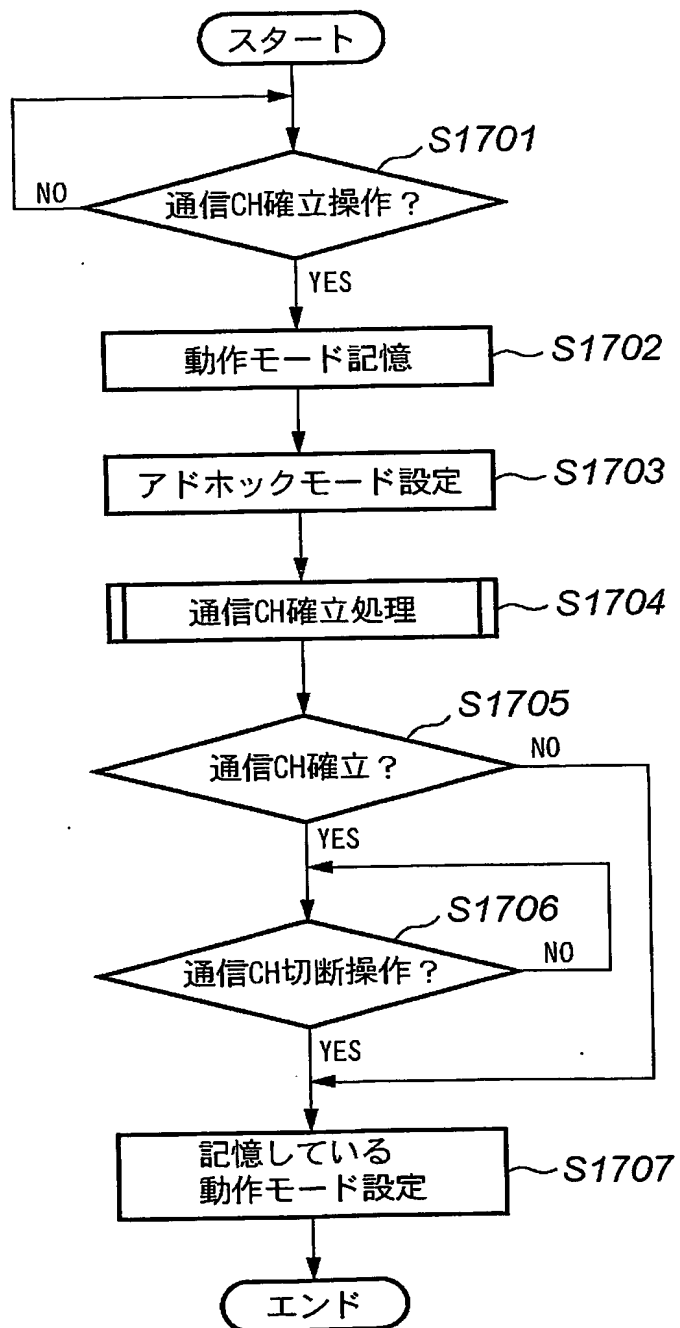 スタート
S1701
通信CH確立操作？
NO
YES
動作モード記憶
S1702
アドホックモード設定
S1703
通信CH確立処理
S1704
S1705
通信CH確立？
NO
YES
S1706
通信CH切断操作？
NO
YES
記憶している
動作モード設定
S1707
エンド